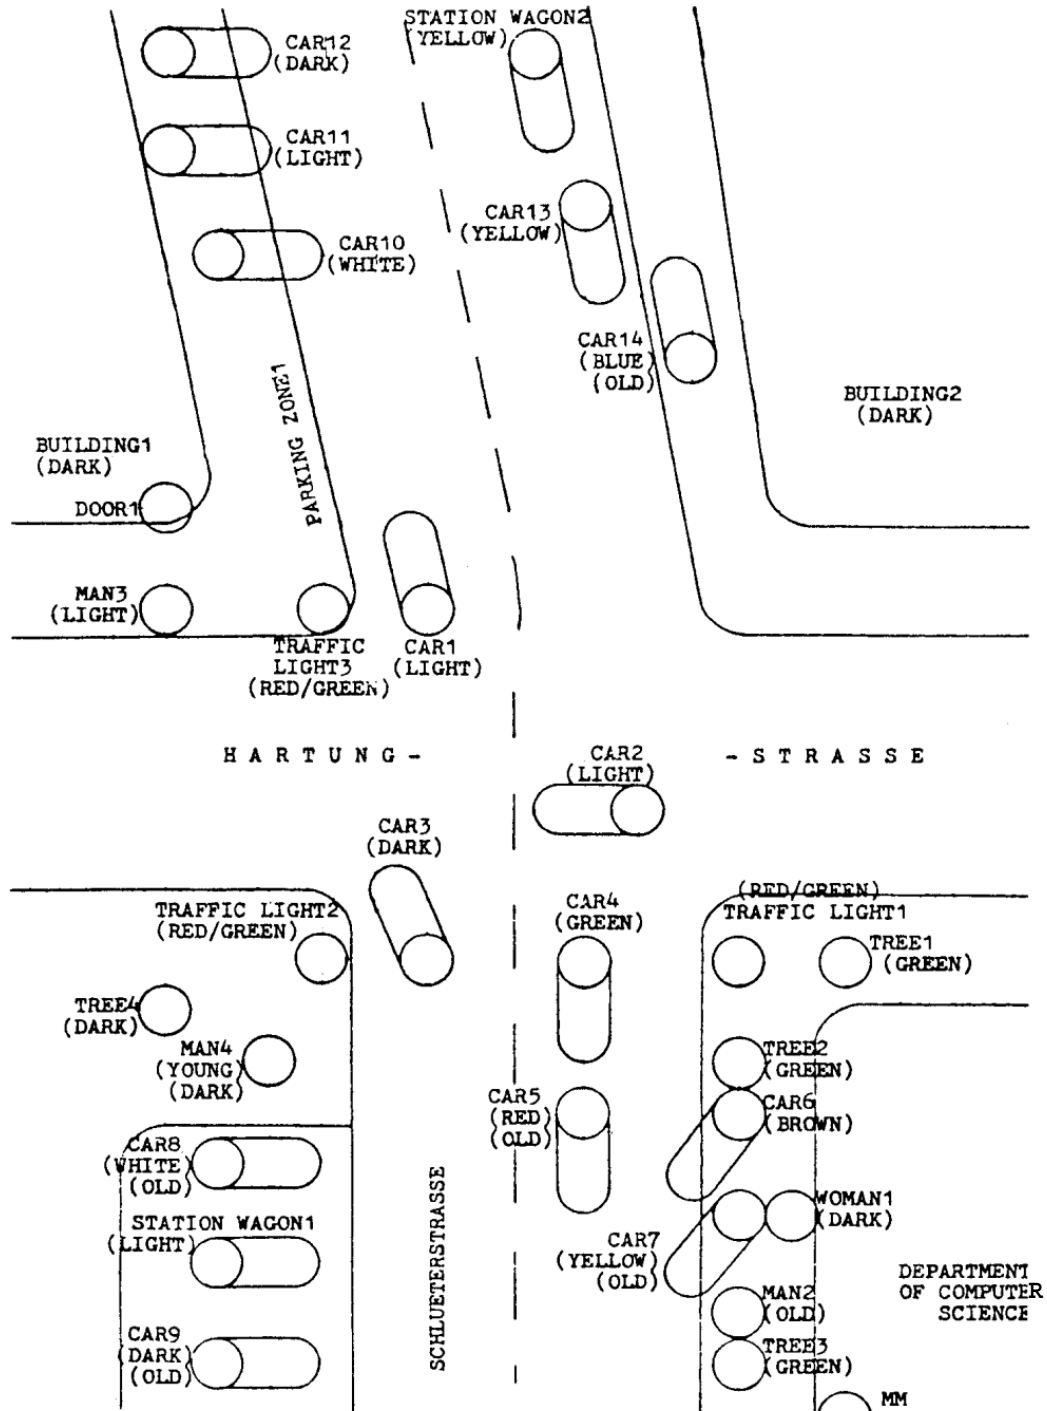 STATION WAGON2
(YELLOW)
CAR12
(DARK)
CAR11
(LIGHT)
CAR13
(YELLOW)
CAR10
(WHITE)
CAR14
(BLUE)
(OLD)
PARKING ZONE1
BUILDING2
(DARK)
BUILDING1
(DARK)
DOOR1
MAN3
(LIGHT)
TRAFFIC
LIGHT3
(RED/GREEN)
CAR1
(LIGHT)
HARTUNG-
-STRASSE
CAR2
(LIGHT)
CAR3
(DARK)
TRAFFIC LIGHT2
(RED/GREEN)
CAR4
(GREEN)
(RED/GREEN)
TRAFFIC LIGHT1
TREE1
(GREEN)
TREE4
(DARK)
MAN4
(YOUNG)
(DARK)
TREE2
(GREEN)
CAR5
(RED)
(OLD)
CAR6
(BROWN)
CAR8
(WHITE)
(OLD)
STATION WAGON1
(LIGHT)
SCHLUETERSTRASSE
WOMAN1
(DARK)
CAR7
(YELLOW)
(OLD)
DEPARTMENT
OF COMPUTER
SCIENCE
MAN2
(OLD)
CAR9
(DARK)
(OLD)
TREE3
(GREEN)
MM